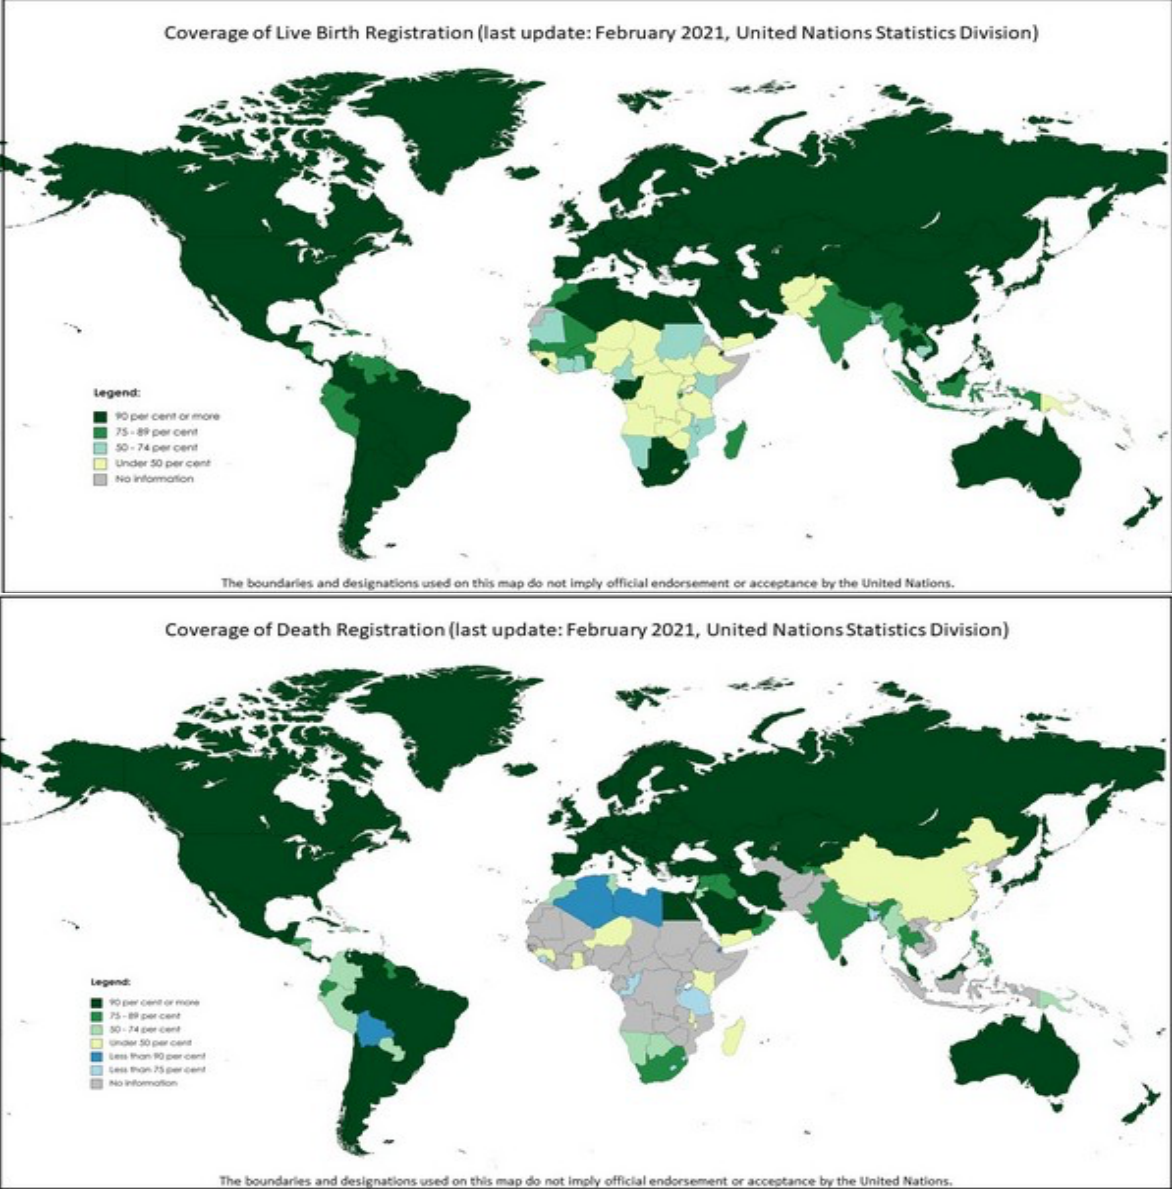 Coverage of Live Birth Registration (last update: February 2021, United Nations Statistics Division)
Legend:
90 per cent or more
75 - 89 per cent
50 - 74 per cent
Under 50 per cent
No information
The boundaries and designations used on this map do not imply official endorsement or acceptance by the United Nations.
Coverage of Death Registration (last update: February 2021, United Nations Statistics Division)
Legend:
90 per cent or more
75 - 89 per cent
50 - 74 per cent
Under 50 per cent
Less than 90 per cent
Less than 75 per cent
No information
The boundaries and designations used on this map do not imply official endorsement or acceptance by the United Nations.